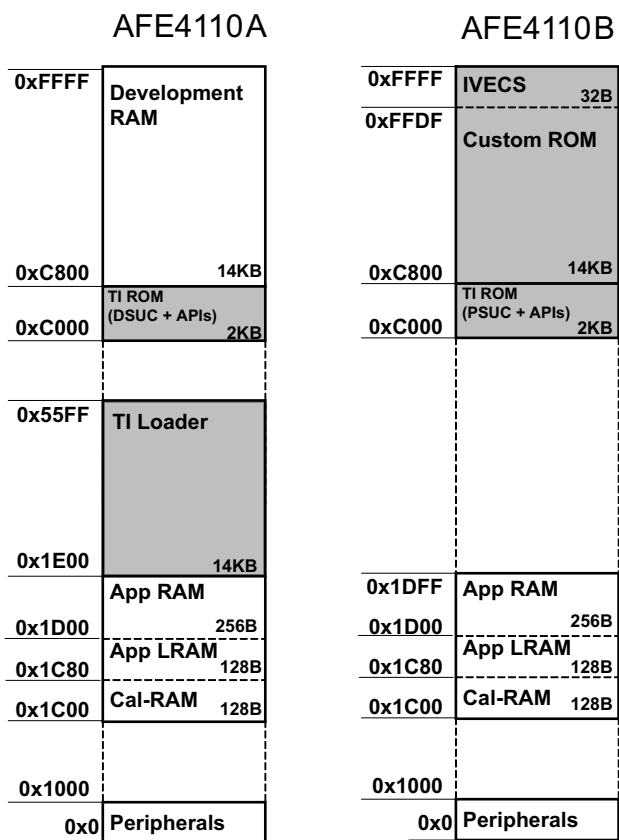 AFE4110A
0xFFFF
Development
RAM
0xC800
14KB
TI ROM
(DSUC + APIs)
0xC000
2KB
0x55FF
TI Loader
0x1E00
14KB
App RAM
0x1D00
256B
App LRAM
128B
0x1C80
Cal-RAM
0x1C00
128B
0x1000
0x0
Peripherals
AFE4110B
0xFFFF
IVECS
32B
0xFFDF
Custom ROM
0xC800
14KB
TI ROM
(PSUC + APIs)
0xC000
2KB
0x1DFF
App RAM
0x1D00
256B
App LRAM
128B
0x1C80
Cal-RAM
0x1C00
128B
0x1000
0x0
Peripherals